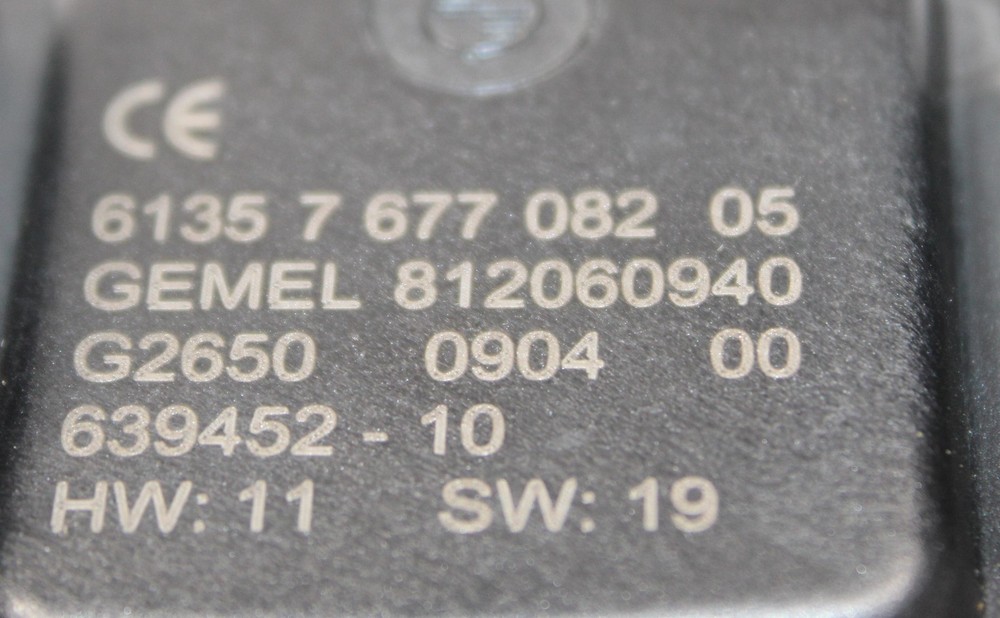 CE
6135 7 677 082 05
GEMEL 812060940
G2650 0904 00
639452 - 10
HW: 11 SW: 19